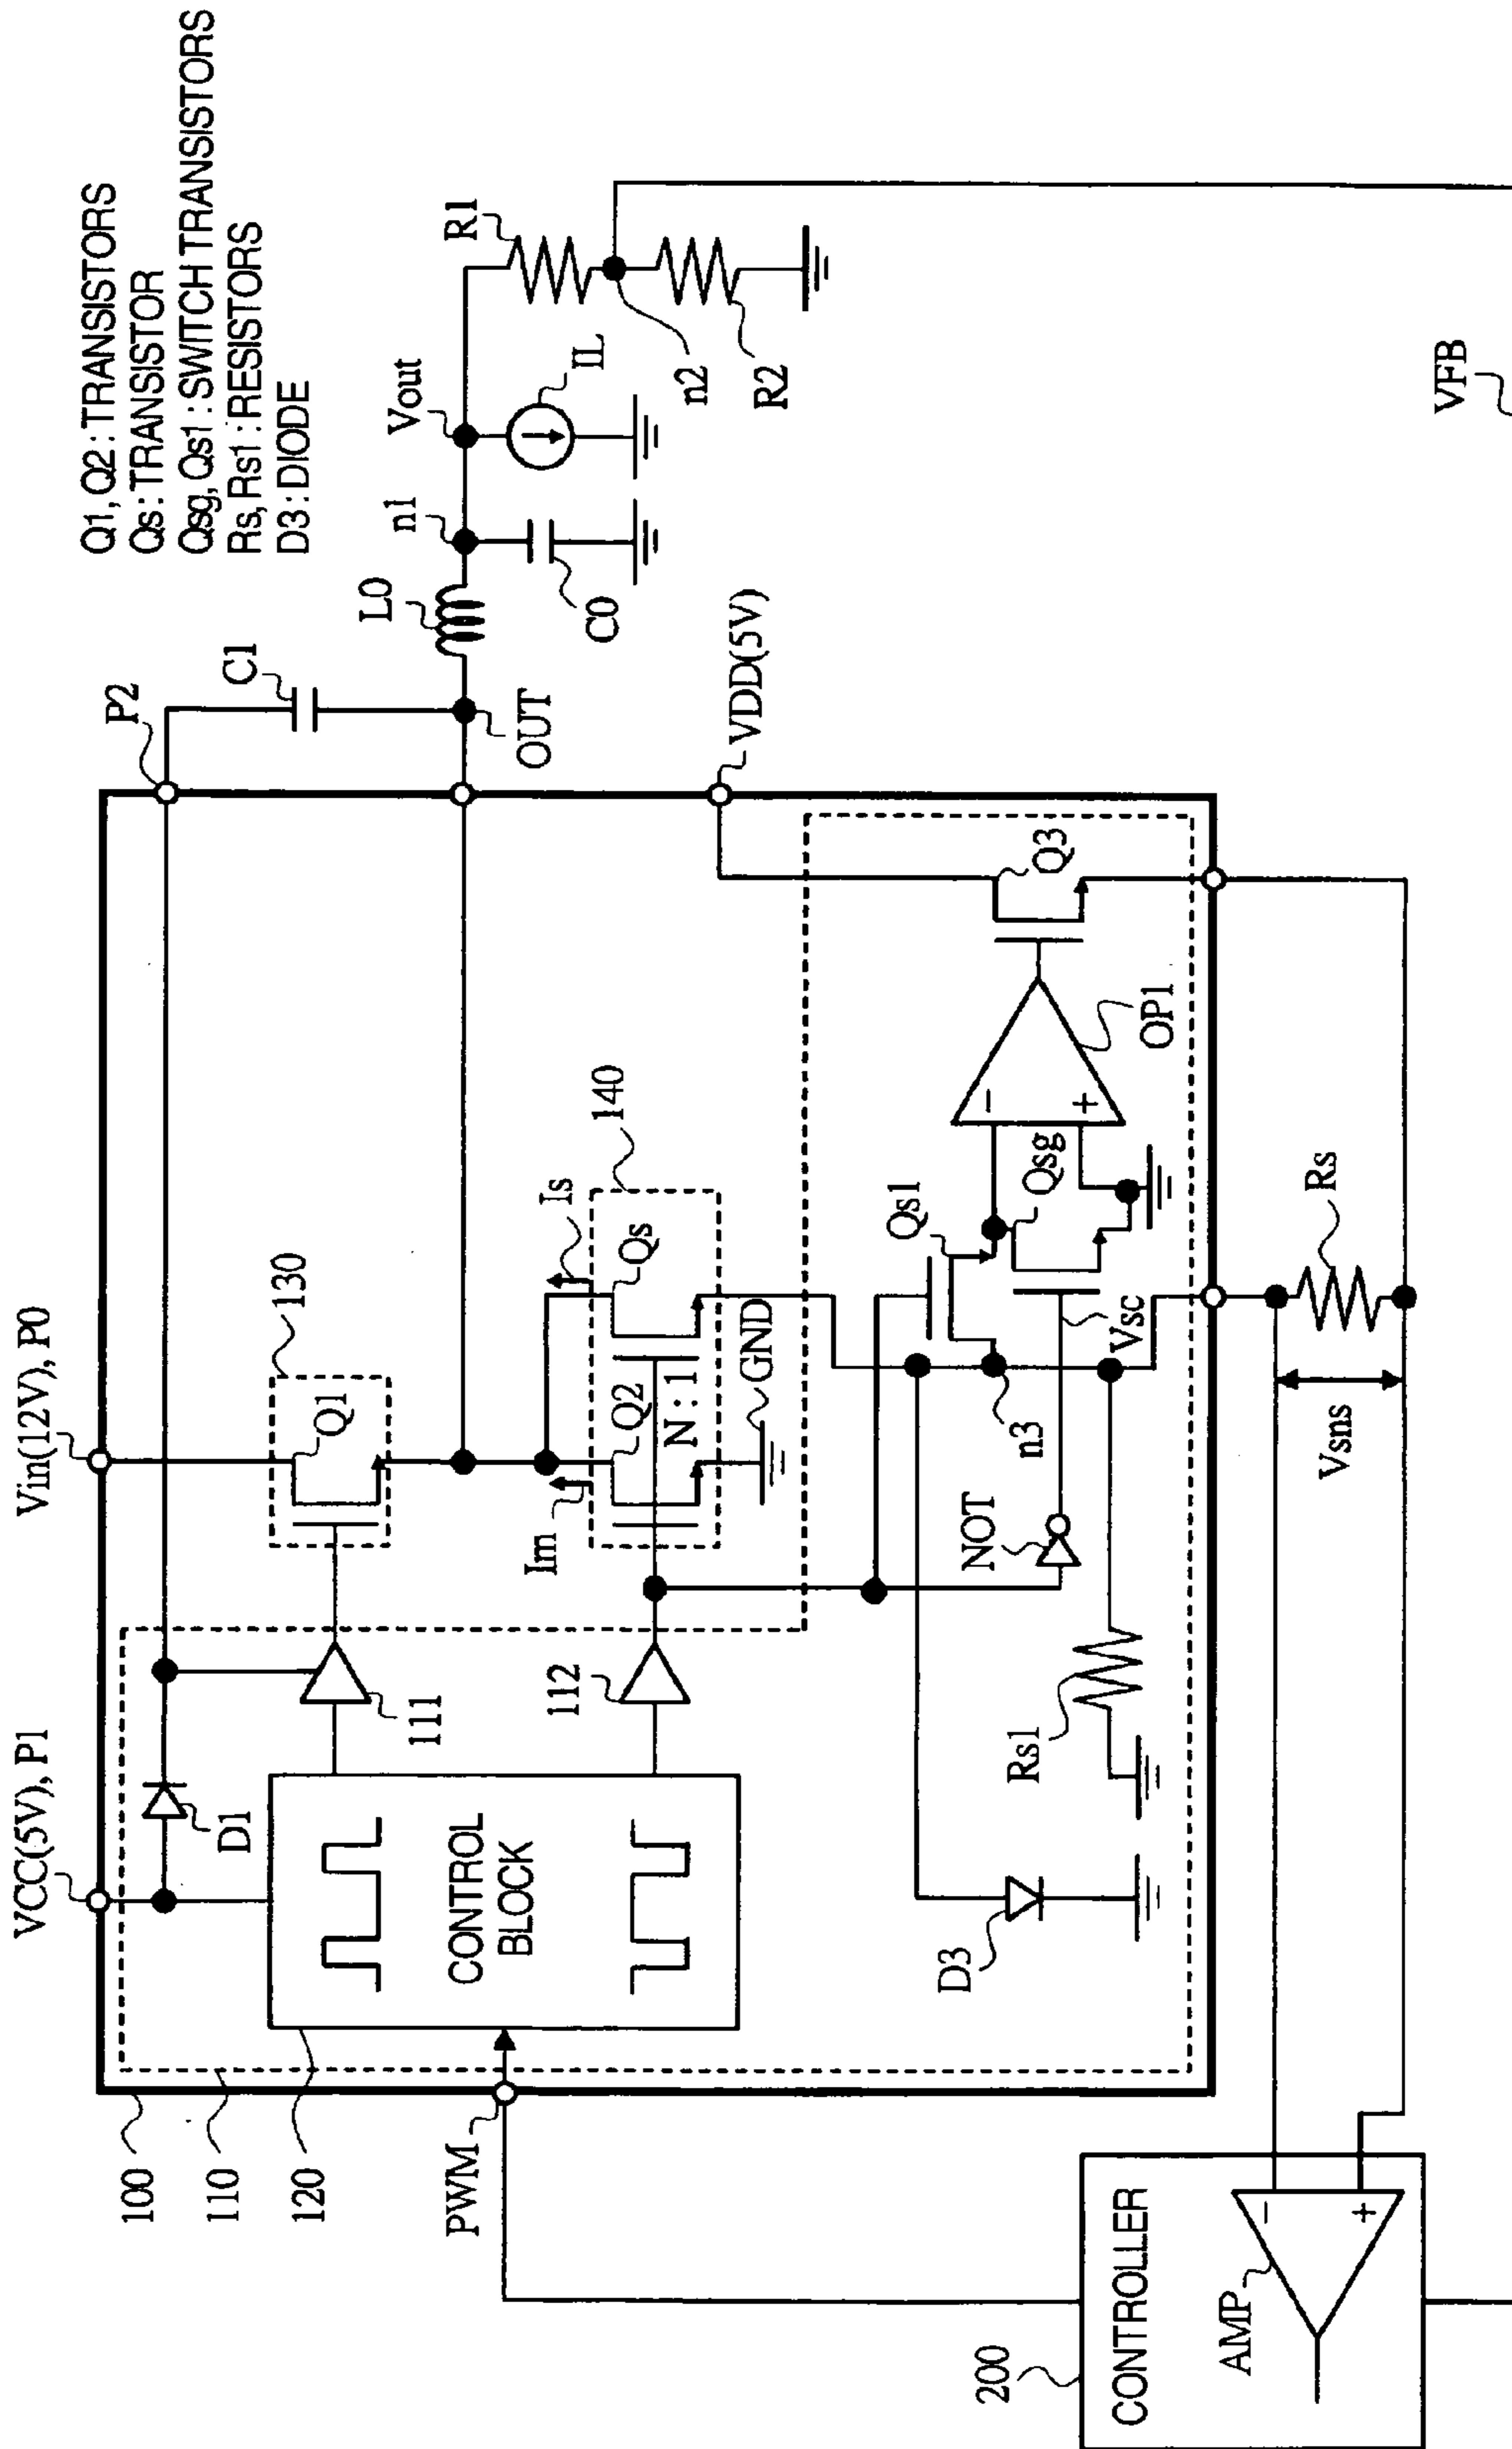 Q1, Q2 : TRANSISTORS
Qs : TRANSISTOR
Qsg, Qs1 : SWITCH TRANSISTORS
Rs, Rs1 : RESISTORS
D3 : DIODE
VCC(5V), P1
Vin(12V), P0
P2
C1
L0
n1
Vout
R1
IL
n2
R2
C0
OUT
VDD(5V)
100
110
120
D1
111
112
130
Q1
140
Im
Is
Q2
Qs
N : 1
GND
CONTROL
BLOCK
PWM
D3
Rs1
NOT
n3
Vsc
Qs1
Qsg
-
+
OP1
Q3
Rs
Vsns
VFB
200
CONTROLLER
AMP
-
+